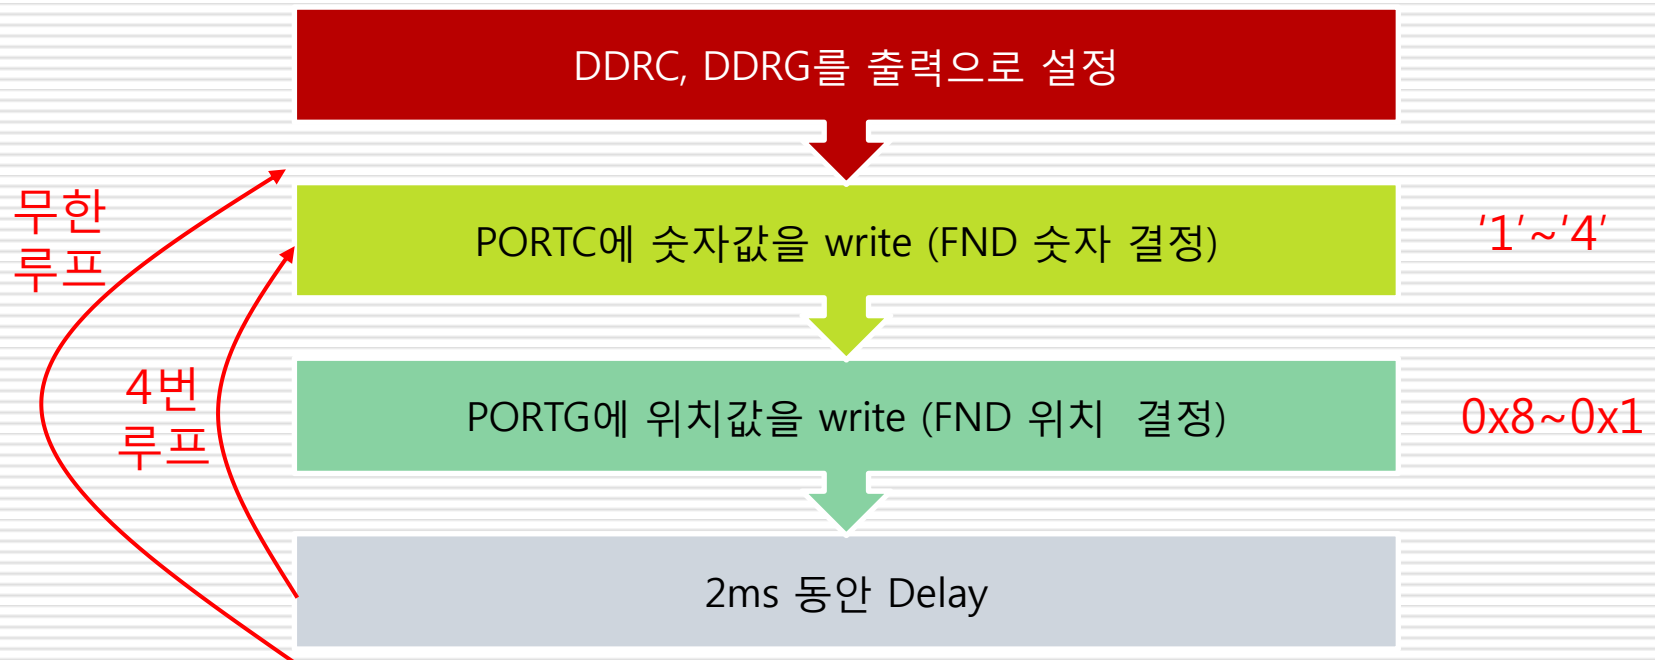 DDRC, DDRG를 출력으로 설정
무한
루프
PORTC에 숫자값을 write (FND 숫자 결정)
'1'~'4'
4번
루프
PORTG에 위치값을 write (FND 위치 결정)
0x8~0x1
2ms 동안 Delay